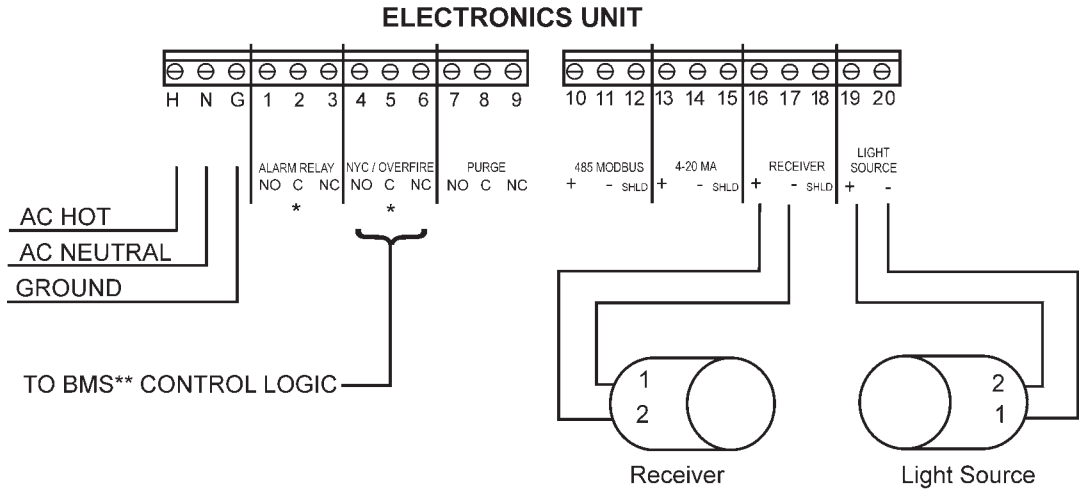 ELECTRONICS UNIT
H N G 1 2 3 4 5 6 7 8 9 10 11 12 13 14 15 16 17 18 19 20
ALARM RELAY NYC / OVERFIRE PURGE 485 MODBUS 4-20 MA RECEIVER LIGHT SOURCE
NO C NC NO C NC NO C NC + - SHLD + - SHLD + - SHLD + -
* *
AC HOT
AC NEUTRAL
GROUND
TO BMS** CONTROL LOGIC
1
2
2
1
Receiver
Light Source